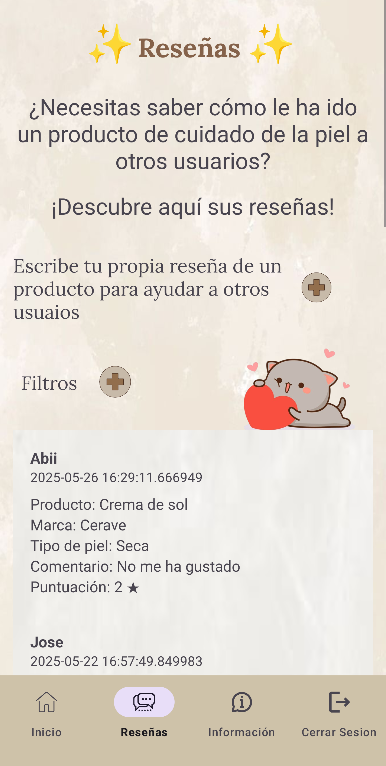 ✨ Reseñas ✨
¿Necesitas saber cómo le ha ido
un producto de cuidado de la piel a
otros usuarios?
¡Descubre aquí sus reseñas!
Escribe tu propia reseña de un
producto para ayudar a otros
usuaios
Filtros
Abii
2025-05-26 16:29:11.666949
Producto: Crema de sol
Marca: Cerave
Tipo de piel: Seca
Comentario: No me ha gustado
Puntuación: 2 ★
Jose
2025-05-22 16:57:49.849983
Inicio
Reseñas
Información
Cerrar Sesion